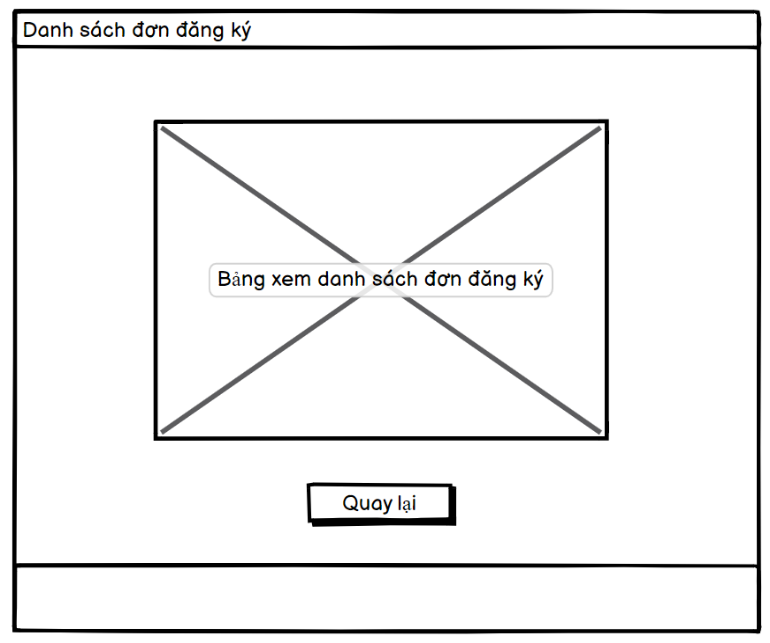 Danh sách đơn đăng ký
Bảng xem danh sách đơn đăng ký
Quay lại